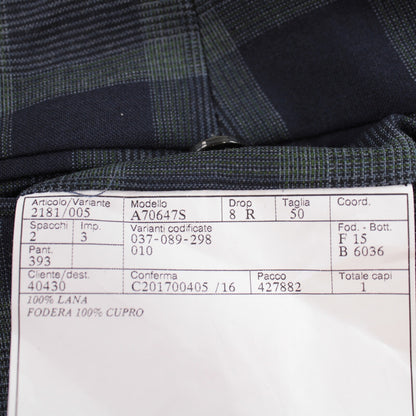 Articolo/Variante Modello Drop Taglia Coord.
2181/005 A70647S 8 R 50
Spacchi Imp. Varianti codificate Fod. - Bott.
2 3 037-089-298 F 15
Pant. 010 B 6036
393
Cliente/dest. Conferma Pacco Totale capi
40430 C201700405 /16 427882 1
100% LANA
FODERA 100% CUPRO